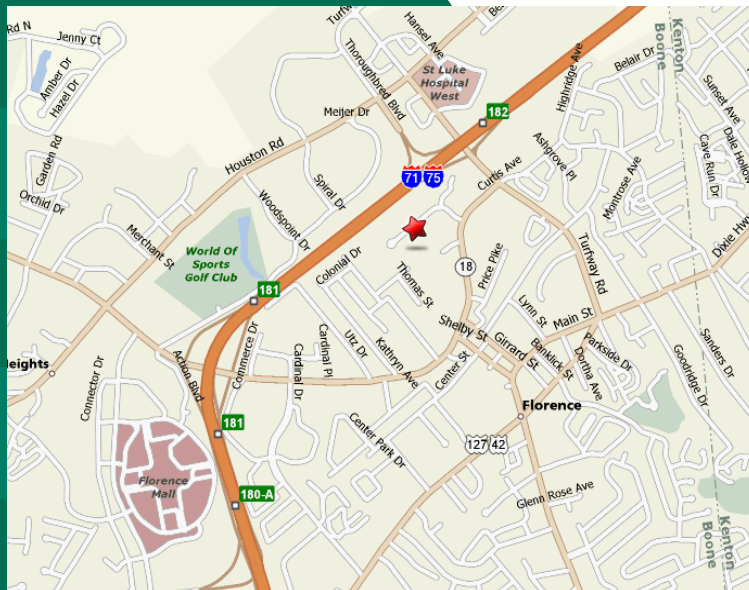 Rd N
Jenny Ct
Amber Dr
Hazel Dr
Garden Rd
Orchid Dr
Turfw
Hansel Ave
Be
Thoroughbred Blvd
St Luke
Hospital
West
Meijer Dr
Houston Rd
182
71
75
Highridge Ave
Belair Dr
Kenton
Boone
Sunset Ave
Dale Hollo
Cave Run Dr
Ashgrove Pl
Montrose Ave
Curtis Ave
Spiral Dr
Woodspoint Dr
Merchant St
World Of
Sports
Golf Club
Colonial Dr
181
Thomas St
18
Price Pike
Turfway Rd
Dixie Hw
Main St
Lynn St
Shelby St
Girrard St
Banklick St
Parkside Dr
Dortha Ave
Sanders Dr
Goodridge Dr
Heights
Connector Dr
Action Blvd
Commerce Dr
Cardinal Pl
Cardinal Dr
Utz Dr
Kathryn Ave
Center St
Florence
181
Center Park Dr
127
42
Florence
Mall
180-A
Glenn Rose Ave
Kenton
Boone